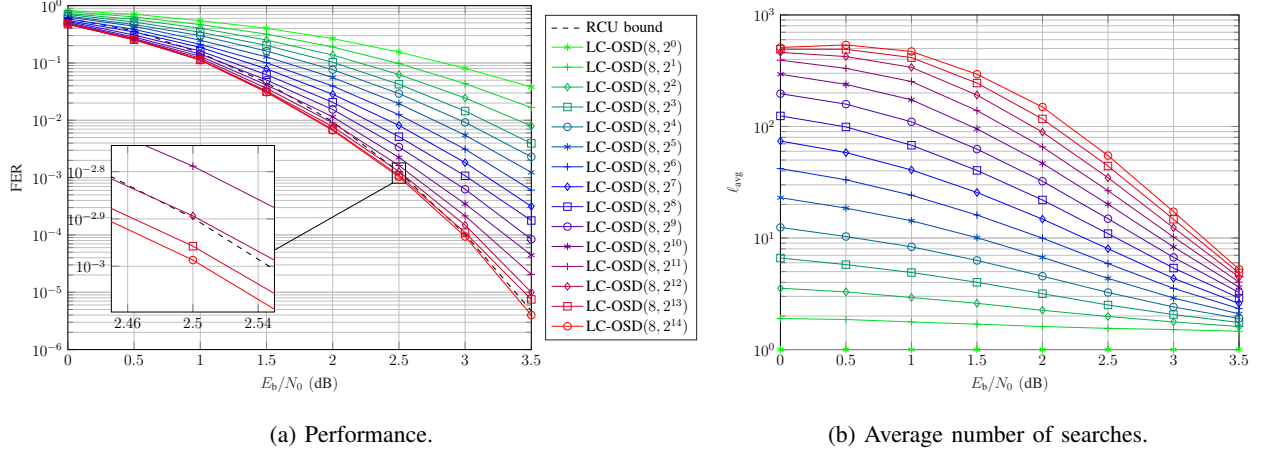 10^0
10^{-1}
10^{-2}
10^{-3}
10^{-4}
10^{-5}
10^{-6}
FER
0 0.5 1 1.5 2 2.5 3 3.5
E_b/N_0 (dB)
10^{-2.8}
10^{-2.9}
10^{-3}
2.46 2.5 2.54
RCU bound
LC-OSD(8, 2^0)
LC-OSD(8, 2^1)
LC-OSD(8, 2^2)
LC-OSD(8, 2^3)
LC-OSD(8, 2^4)
LC-OSD(8, 2^5)
LC-OSD(8, 2^6)
LC-OSD(8, 2^7)
LC-OSD(8, 2^8)
LC-OSD(8, 2^9)
LC-OSD(8, 2^{10})
LC-OSD(8, 2^{11})
LC-OSD(8, 2^{12})
LC-OSD(8, 2^{13})
LC-OSD(8, 2^{14})
(a) Performance.
10^3
10^2
10^1
10^0
ℓ_avg
0 0.5 1 1.5 2 2.5 3 3.5
E_b/N_0 (dB)
(b) Average number of searches.